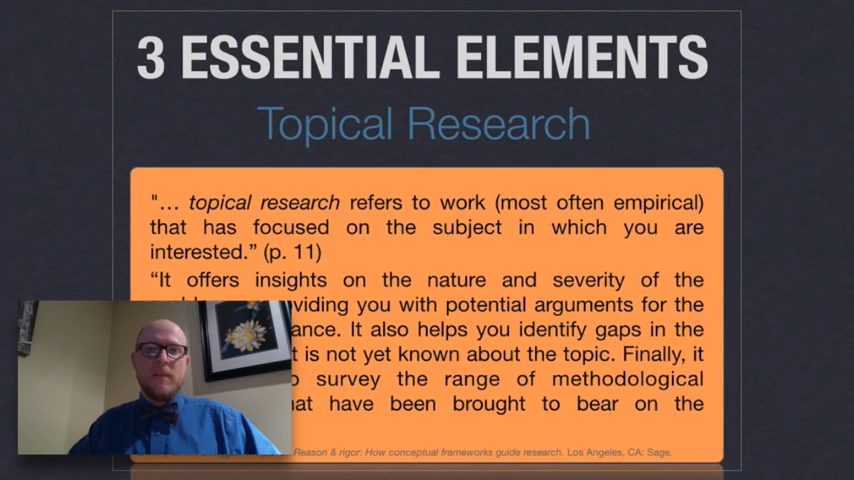 3 ESSENTIAL ELEMENTS
Topical Research
"... topical research refers to work (most often empirical)
that has focused on the subject in which you are
interested.” (p. 11)
“It offers insights on the nature and severity of the
viding you with potential arguments for the
ance. It also helps you identify gaps in the
t is not yet known about the topic. Finally, it
survey the range of methodological
at have been brought to bear on the
Reason & rigor: How conceptual frameworks guide research. Los Angeles, CA: Sage.